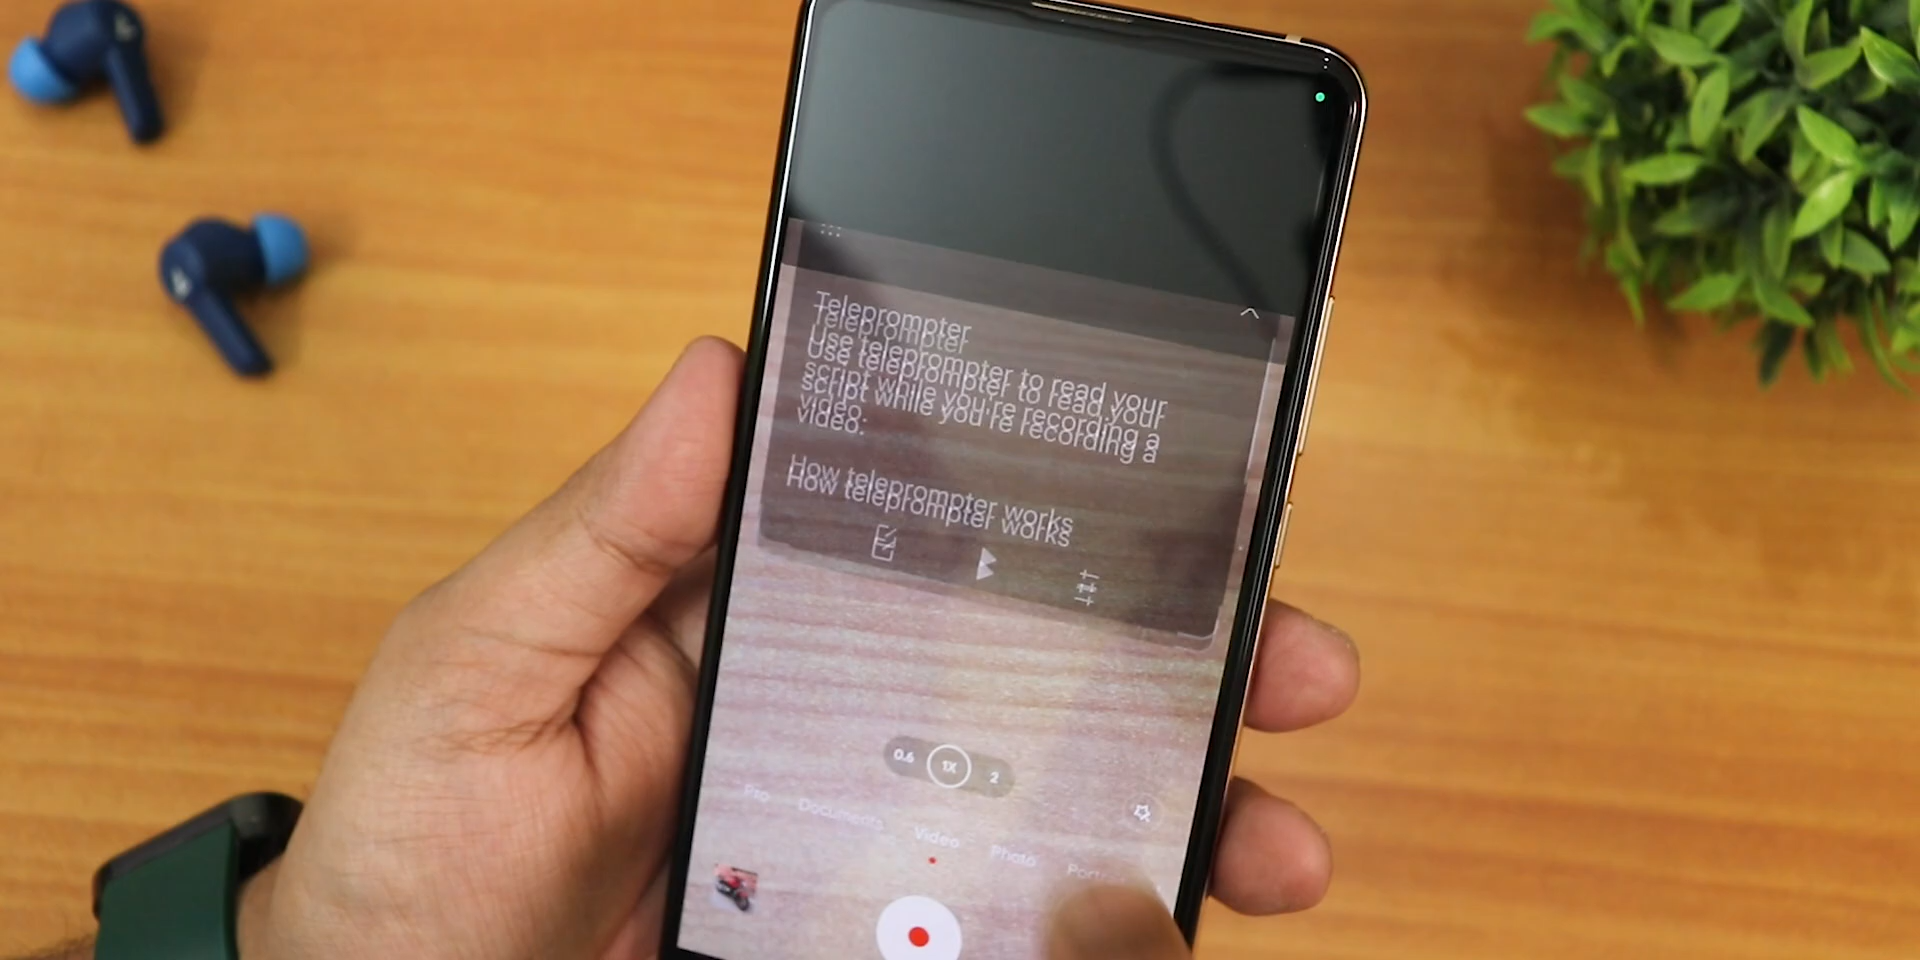 Teleprompter
Use teleprompter to read your
script while you're recording a
video.
How teleprompter works
0.6 1X 2
Pro Documents Video Photo